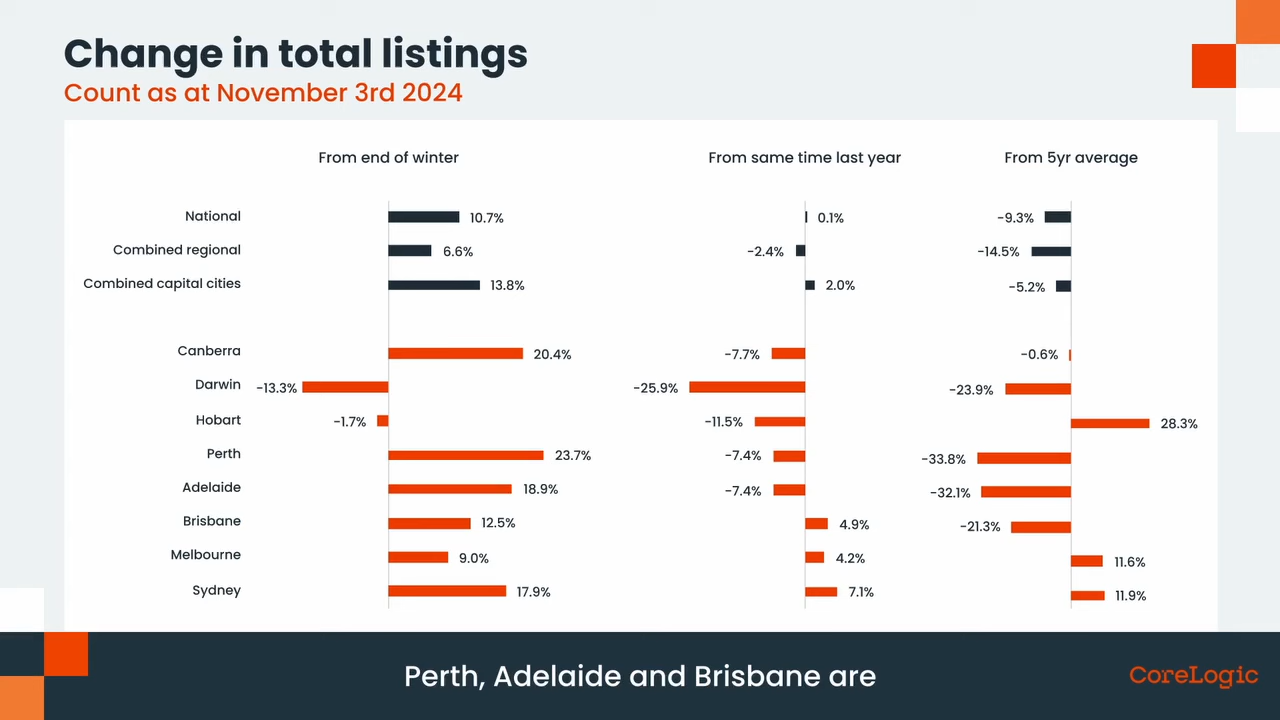 Change in total listings
Count as at November 3rd 2024
From end of winter From same time last year From 5yr average
National 10.7% 0.1% -9.3%
Combined regional 6.6% -2.4% -14.5%
Combined capital cities 13.8% 2.0% -5.2%
Canberra 20.4% -7.7% -0.6%
Darwin -13.3% -25.9% -23.9%
Hobart -1.7% -11.5% 28.3%
Perth 23.7% -7.4% -33.8%
Adelaide 18.9% -7.4% -32.1%
Brisbane 12.5% 4.9% -21.3%
Melbourne 9.0% 4.2% 11.6%
Sydney 17.9% 7.1% 11.9%
Perth, Adelaide and Brisbane are
CoreLogic